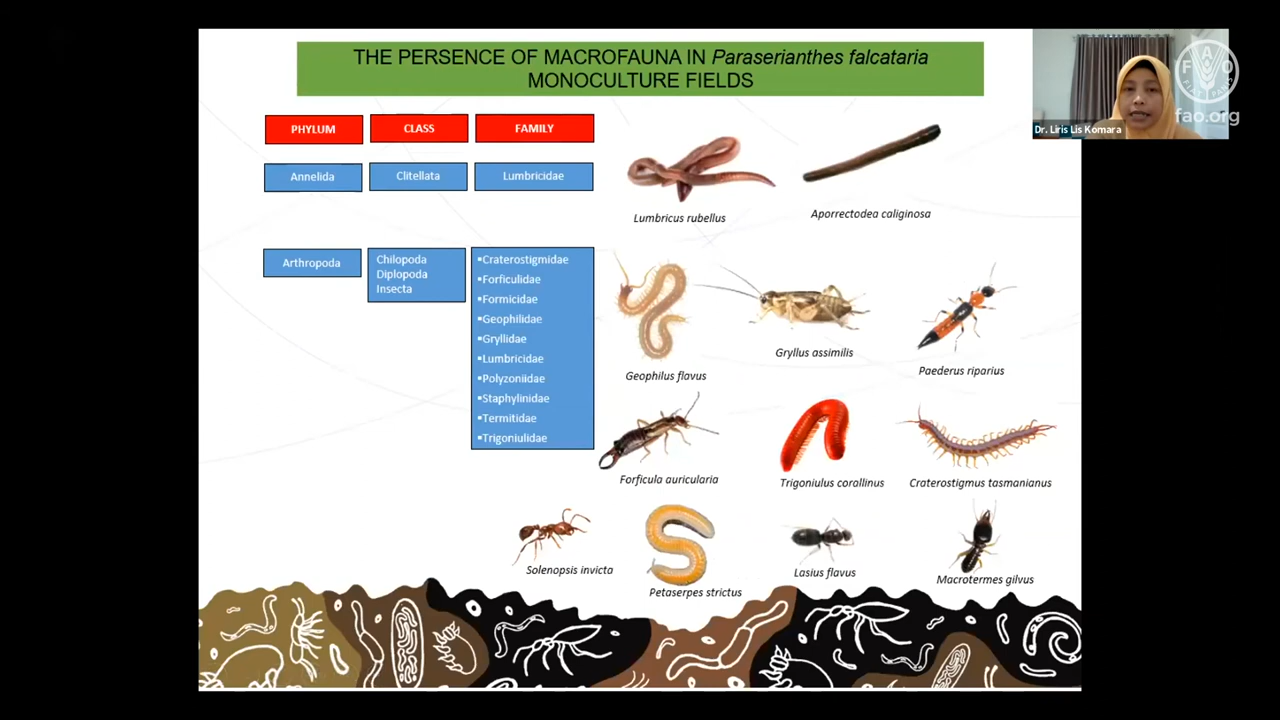 THE PERSENCE OF MACROFAUNA IN Paraserianthes falcataria
MONOCULTURE FIELDS
PHYLUM
CLASS
FAMILY
Annelida
Clitellata
Lumbricidae
Lumbricus rubellus
Aporrectodea caliginosa
Arthropoda
Chilopoda
Diplopoda
Insecta
▪Craterostigmidae
▪Forficulidae
▪Formicidae
▪Geophilidae
▪Gryllidae
▪Lumbricidae
▪Polyzoniidae
▪Staphylinidae
▪Termitidae
▪Trigoniulidae
Geophilus flavus
Gryllus assimilis
Paederus riparius
Forficula auricularia
Trigoniulus corallinus
Craterostigmus tasmanianus
Solenopsis invicta
Petaserpes strictus
Lasius flavus
Macrotermes gilvus
Dr. Liris Lis Komara
F A O
FIAT PANIS
fao.org